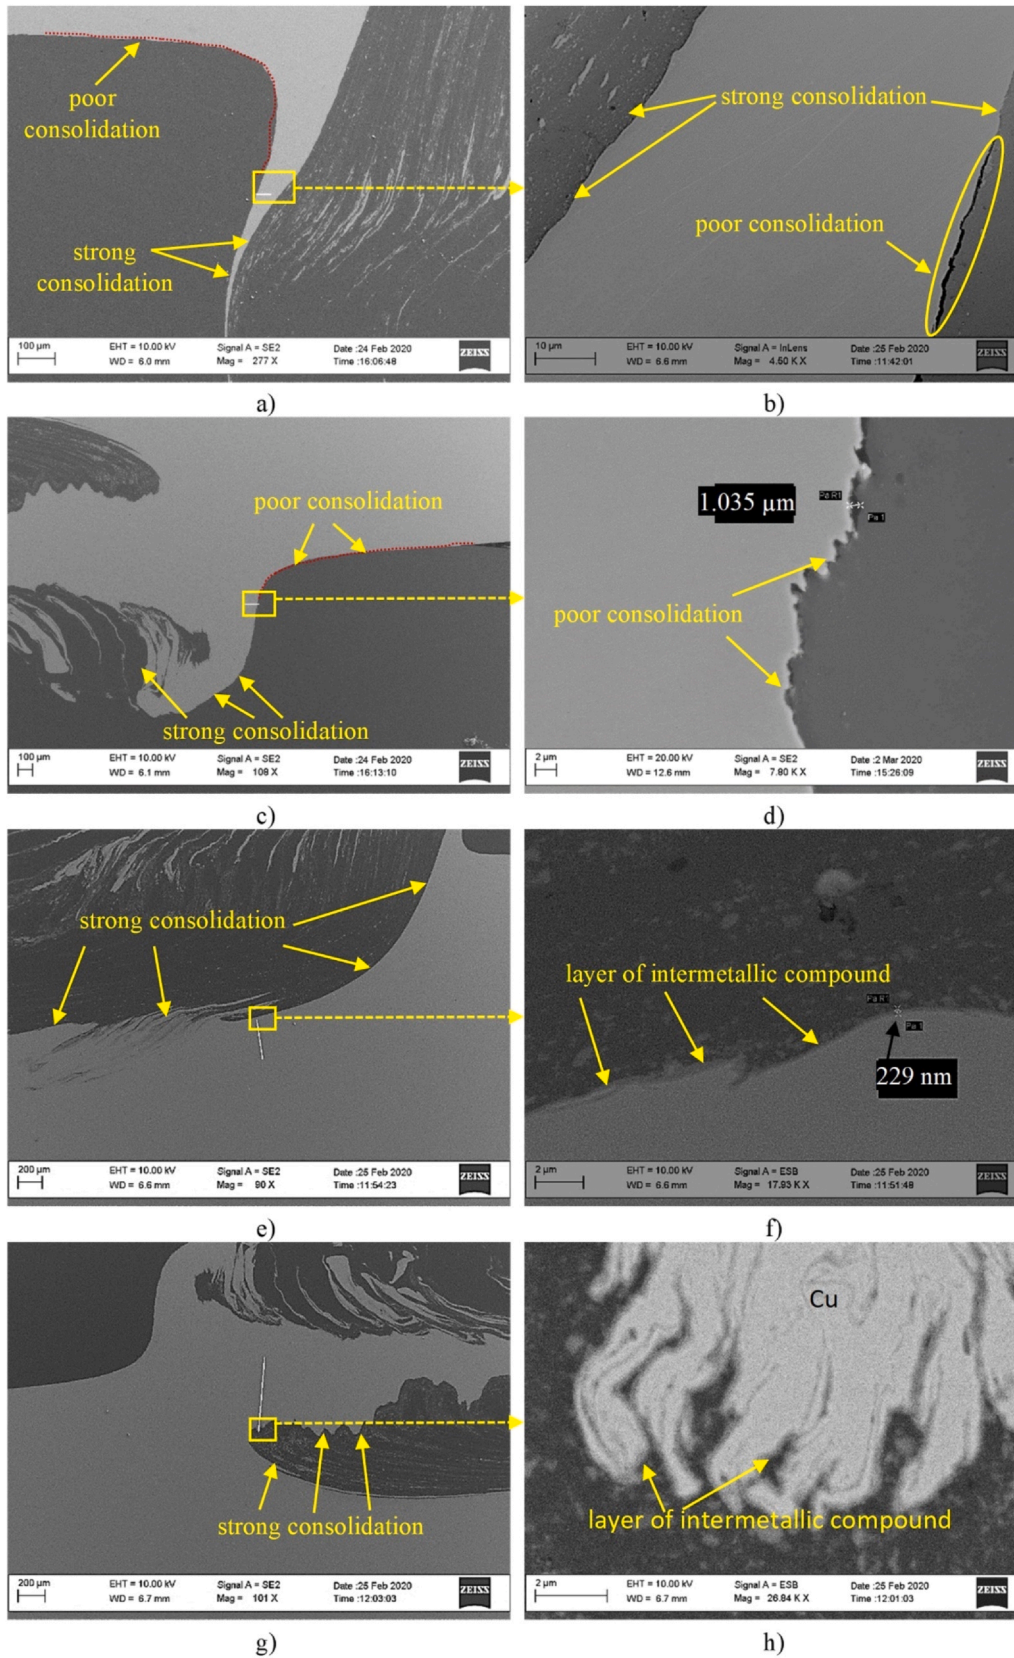 poor
consolidation
strong
consolidation
100 µm
EHT = 10.00 kV
WD = 6.0 mm
Signal A = SE2
Mag = 277 X
Date :24 Feb 2020
Time :16:06:48
ZEISS
a)
strong consolidation
poor consolidation
10 µm
EHT = 10.00 kV
WD = 6.6 mm
Signal A = InLens
Mag = 4.50 K X
Date :25 Feb 2020
Time :11:42:01
ZEISS
b)
poor consolidation
strong consolidation
100 µm
EHT = 10.00 kV
WD = 6.1 mm
Signal A = SE2
Mag = 108 X
Date :24 Feb 2020
Time :16:13:10
ZEISS
c)
1.035 µm
Pa R1
Pa 1
poor consolidation
2 µm
EHT = 20.00 kV
WD = 12.6 mm
Signal A = SE2
Mag = 7.80 K X
Date :2 Mar 2020
Time :15:26:09
ZEISS
d)
strong consolidation
200 µm
EHT = 10.00 kV
WD = 6.6 mm
Signal A = SE2
Mag = 90 X
Date :25 Feb 2020
Time :11:54:23
ZEISS
e)
layer of intermetallic compound
Pa R1
Pa 1
229 nm
2 µm
EHT = 10.00 kV
WD = 6.6 mm
Signal A = ESB
Mag = 17.93 K X
Date :25 Feb 2020
Time :11:51:48
ZEISS
f)
strong consolidation
200 µm
EHT = 10.00 kV
WD = 6.7 mm
Signal A = SE2
Mag = 101 X
Date :25 Feb 2020
Time :12:03:03
ZEISS
g)
Cu
layer of intermetallic compound
2 µm
EHT = 10.00 kV
WD = 6.7 mm
Signal A = ESB
Mag = 26.84 K X
Date :25 Feb 2020
Time :12:01:03
ZEISS
h)